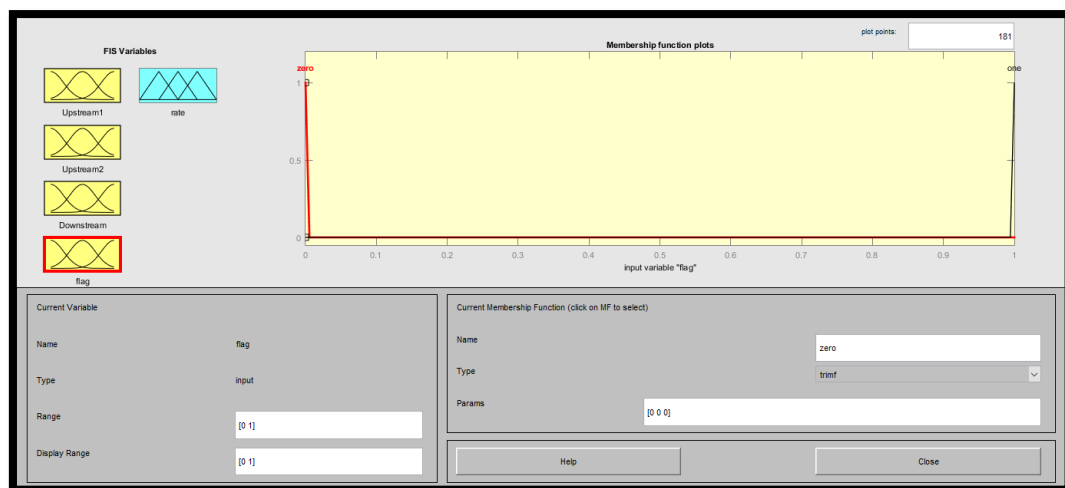 FIS Variables
Upstream1
rate
Upstream2
Downstream
flag
plot points:
181
Membership function plots
zero
one
1
0.5
0
0 0.1 0.2 0.3 0.4 0.5 0.6 0.7 0.8 0.9 1
input variable "flag"
Current Variable
Name flag
Type input
Range [0 1]
Display Range [0 1]
Current Membership Function (click on MF to select)
Name zero
Type trimf
Params [0 0 0]
Help
Close